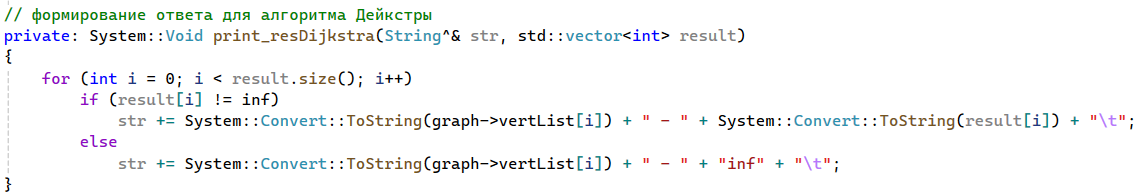 // формирование ответа для алгоритма Дейкстры
private: System::Void print_resDijkstra(String^& str, std::vector<int> result)
{
    for (int i = 0; i < result.size(); i++)
        if (result[i] != inf)
            str += System::Convert::ToString(graph->vertList[i]) + " - " + System::Convert::ToString(result[i]) + "\t";
        else
            str += System::Convert::ToString(graph->vertList[i]) + " - " + "inf" + "\t";
}